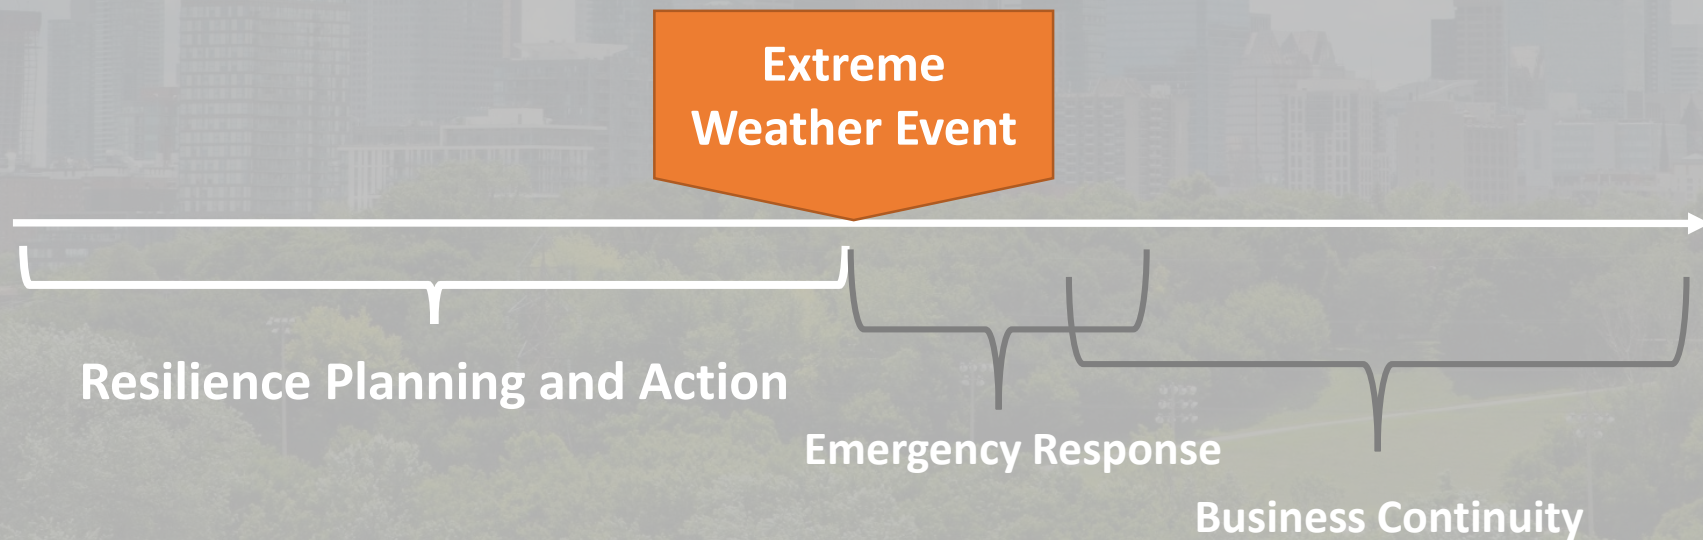 Extreme
Weather Event
Resilience Planning and Action
Emergency Response
Business Continuity